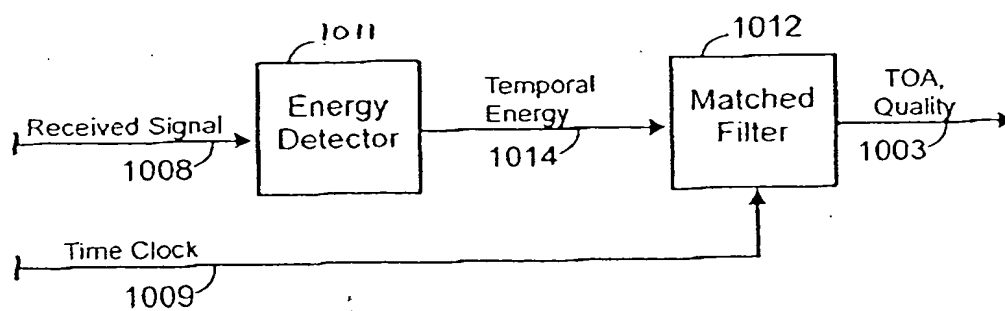 1011
1012
Energy
Detector
Temporal
Energy
Matched
Filter
TOA,
Quality
Received Signal
1008
1014
1003
Time Clock
1009